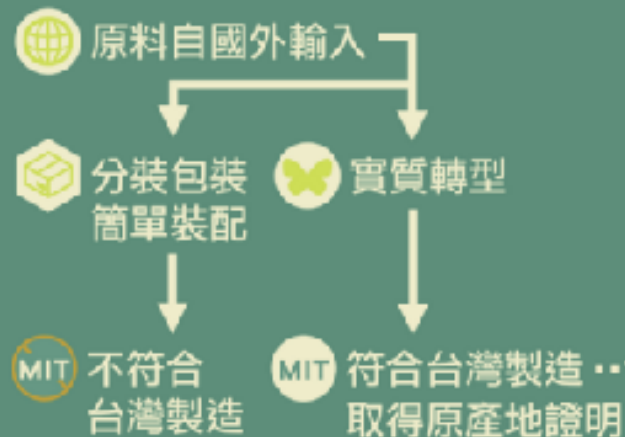 原料自國外輸入
分裝包裝
簡單裝配
實質轉型
MIT 不符合
台灣製造
MIT 符合台灣製造
取得原產地證明